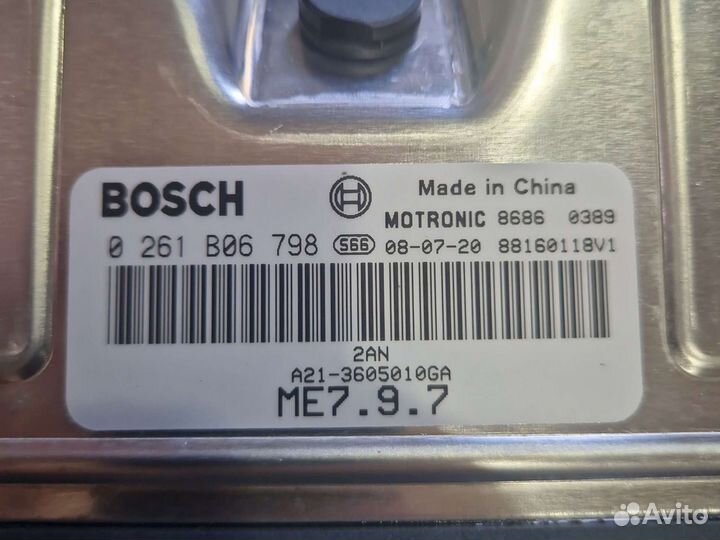 BOSCH
Made in China
MOTRONIC 8686 0389
0 261 B06 798 S66 08-07-20 88160118V1
2AN
A21-3605010GA
ME7.9.7
Avito